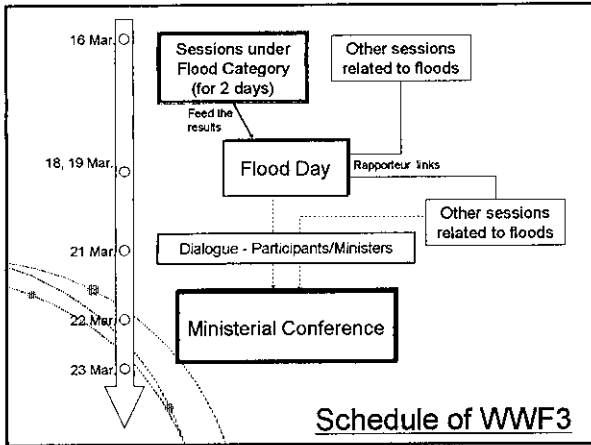 16 Mar.
Sessions under
Flood Category
(for 2 days)
Other sessions
related to floods
Feed the
results
18, 19 Mar.
Flood Day
Rapporteur links
Other sessions
related to floods
21 Mar.
Dialogue - Participants/Ministers
22 Mar.
Ministerial Conference
23 Mar.
Schedule of WWF3